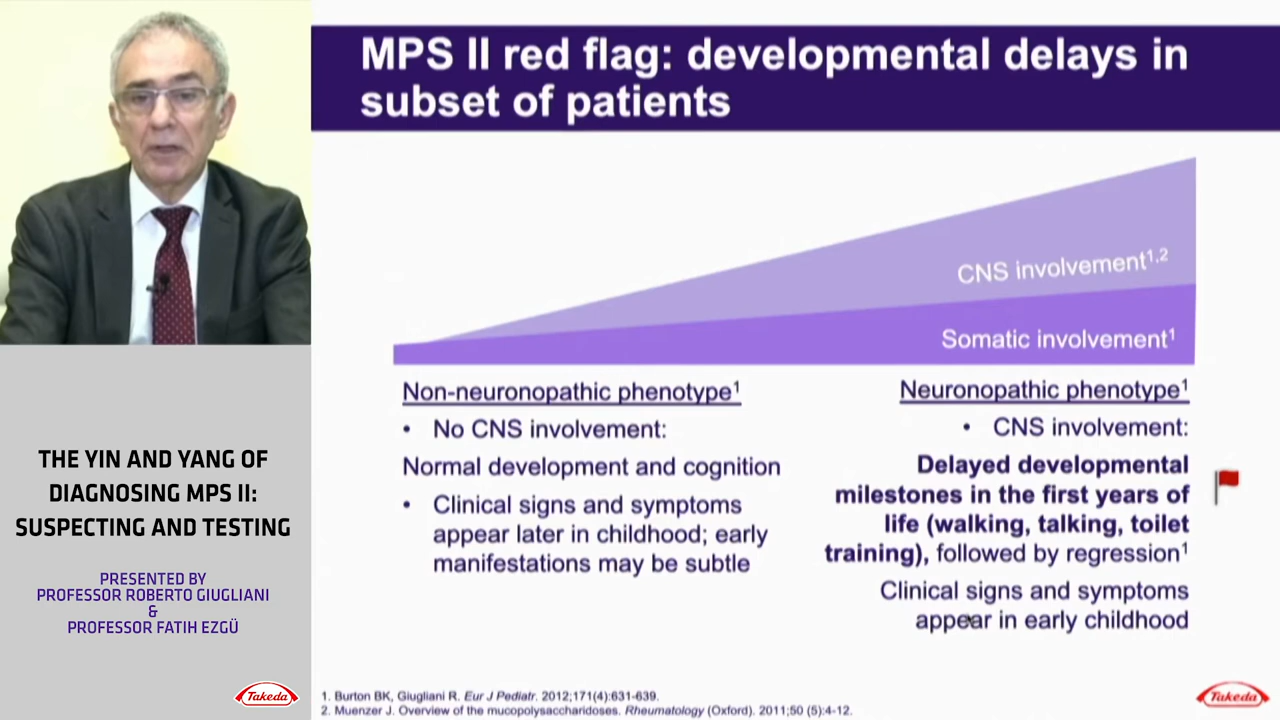 MPS II red flag: developmental delays in
subset of patients
CNS involvement1,2
Somatic involvement1
Non-neuronopathic phenotype1
• No CNS involvement:
Normal development and cognition
• Clinical signs and symptoms
appear later in childhood; early
manifestations may be subtle
Neuronopathic phenotype1
• CNS involvement:
Delayed developmental
milestones in the first years of
life (walking, talking, toilet
training), followed by regression1
Clinical signs and symptoms
appear in early childhood
1. Burton BK, Giugliani R. Eur J Pediatr. 2012;171(4):631-639.
2. Muenzer J. Overview of the mucopolysaccharidoses. Rheumatology (Oxford). 2011;50 (5):4-12.
Takeda
THE YIN AND YANG OF
DIAGNOSING MPS II:
SUSPECTING AND TESTING
PRESENTED BY
PROFESSOR ROBERTO GIUGLIANI
&
PROFESSOR FATIH EZGÜ
Takeda